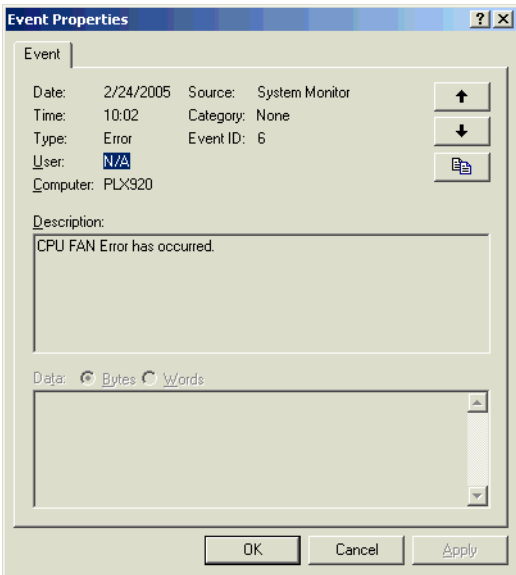 Event Properties
Event
Date: 2/24/2005 Source: System Monitor
Time: 10:02 Category: None
Type: Error Event ID: 6
User: N/A
Computer: PLX920
Description:
CPU FAN Error has occurred.
Data: Bytes Words
OK Cancel Apply